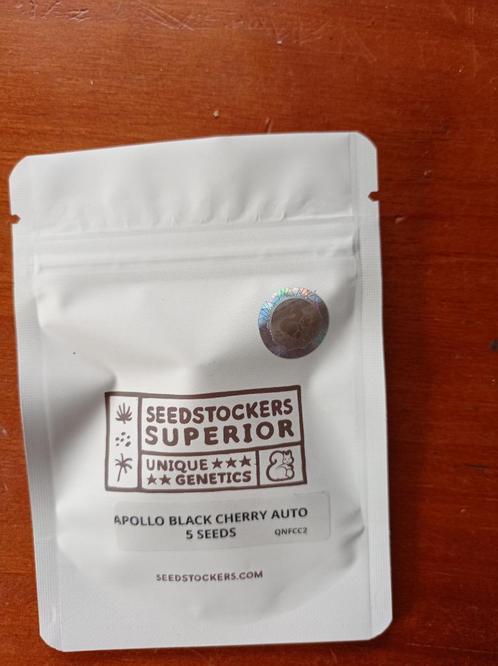 SEEDSTOCKERS
SUPERIOR
UNIQUE ★★★
★★ GENETICS
APOLLO BLACK CHERRY AUTO
5 SEEDS QNFCC2
SEEDSTOCKERS.COM